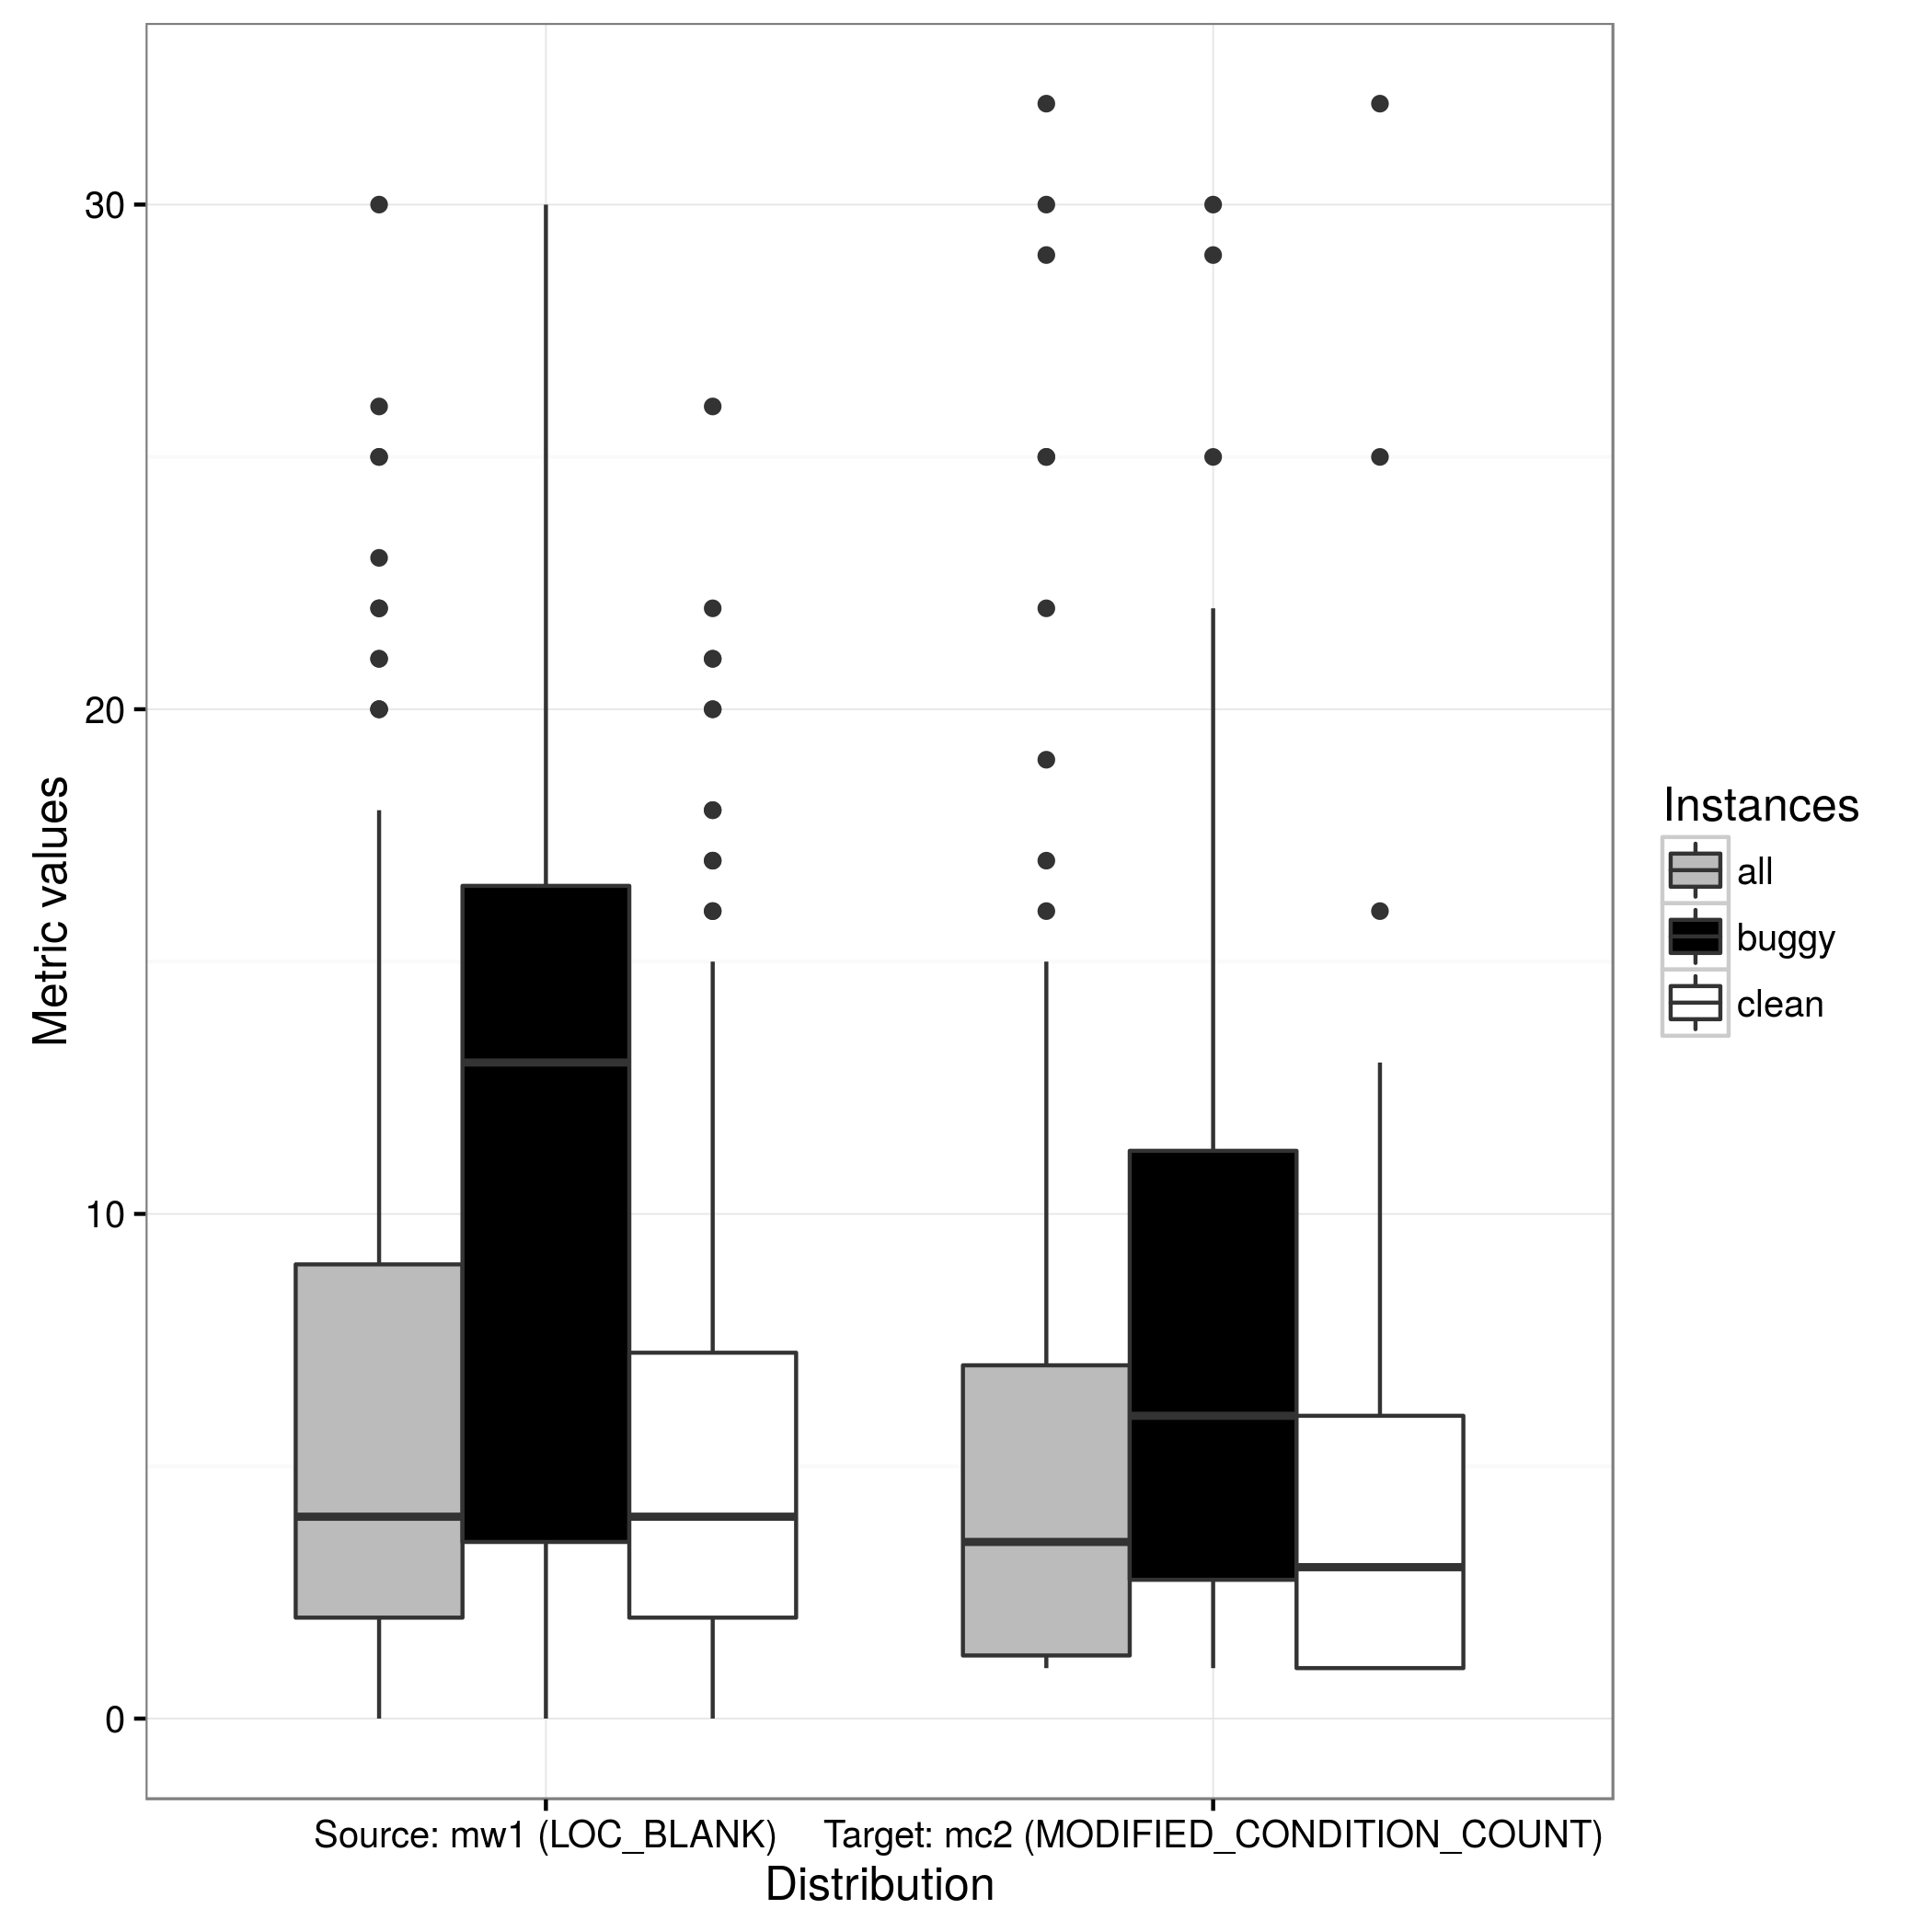 30
20
10
0
Metric values
Source: mw1 (LOC_BLANK)
Target: mc2 (MODIFIED_CONDITION_COUNT)
Distribution
Instances
all
buggy
clean